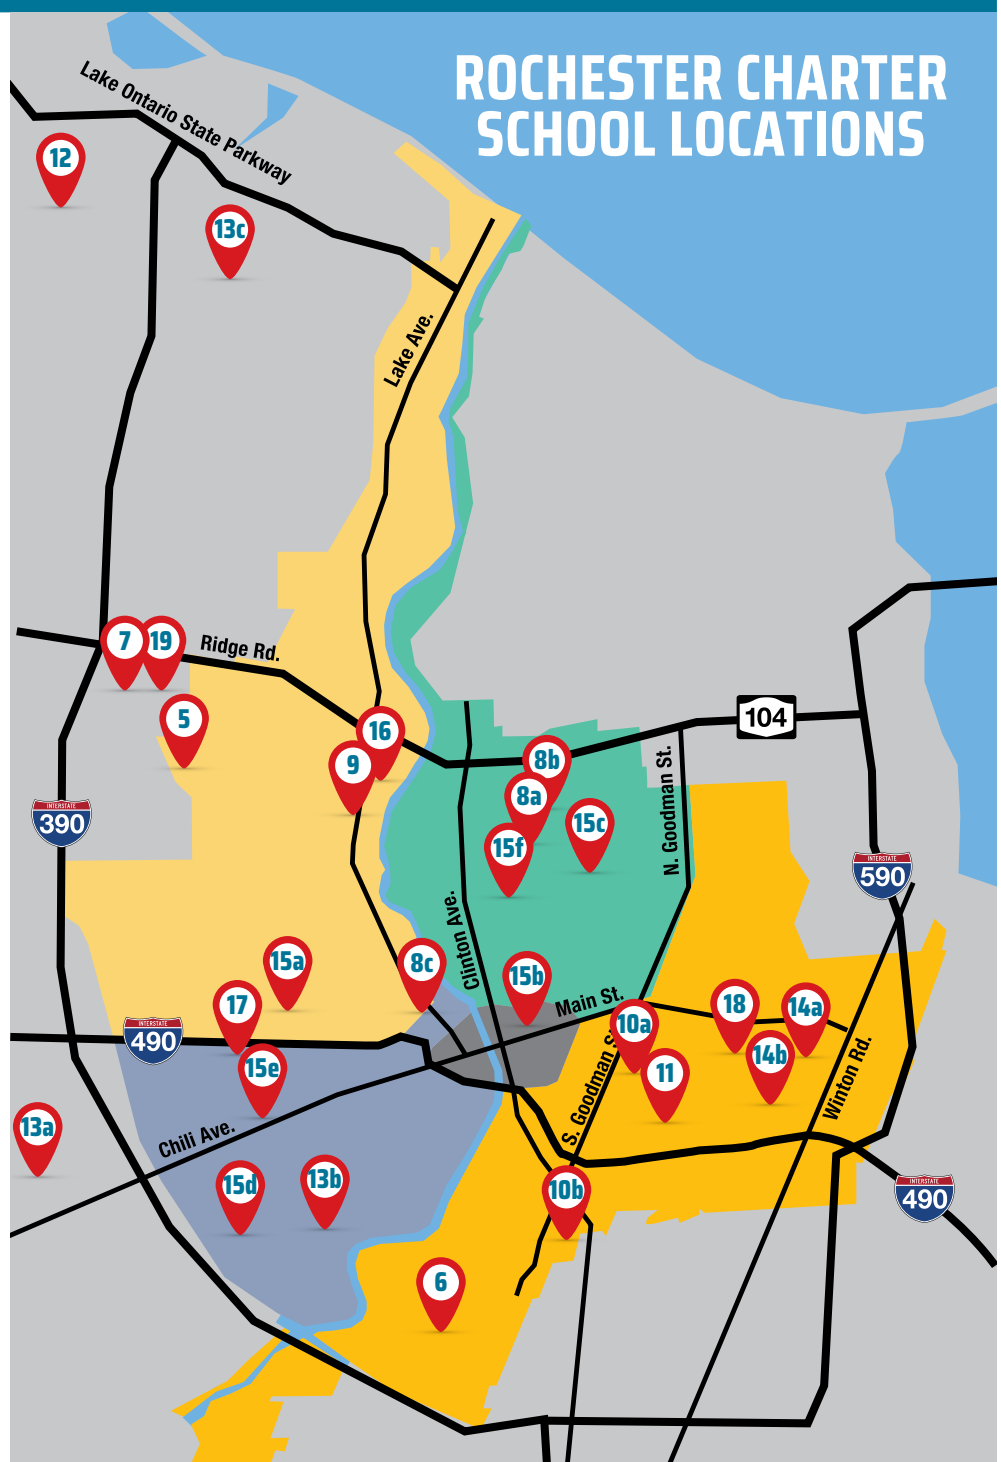 ROCHESTER CHARTER
SCHOOL LOCATIONS
Lake Ontario State Parkway
12
13c
Lake Ave.
7
19
Ridge Rd.
5
16
9
8b
8a
15c
15f
104
N. Goodman St.
INTERSTATE
390
INTERSTATE
590
Clinton Ave.
15a
8c
15b
Main St.
17
INTERSTATE
490
15e
10a
18
14a
14b
11
S. Goodman S
Winton Rd.
13a
Chili Ave.
15d
13b
10b
INTERSTATE
490
6